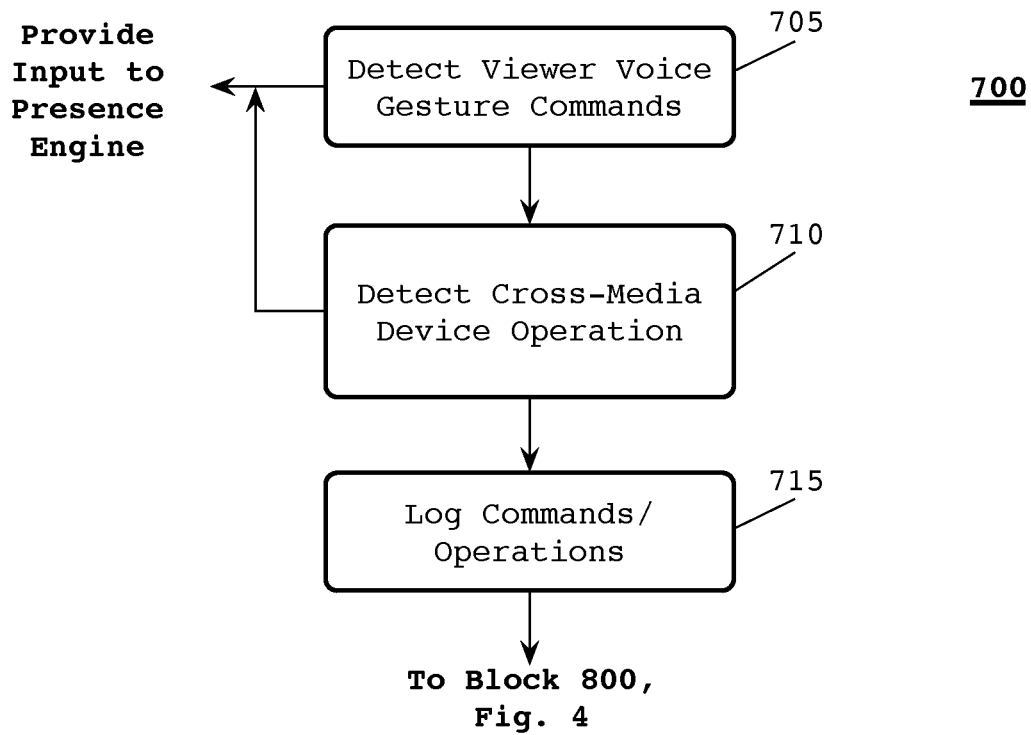 Provide
Input to
Presence
Engine
705
Detect Viewer Voice
Gesture Commands
700
710
Detect Cross-Media
Device Operation
715
Log Commands/
Operations
To Block 800,
Fig. 4